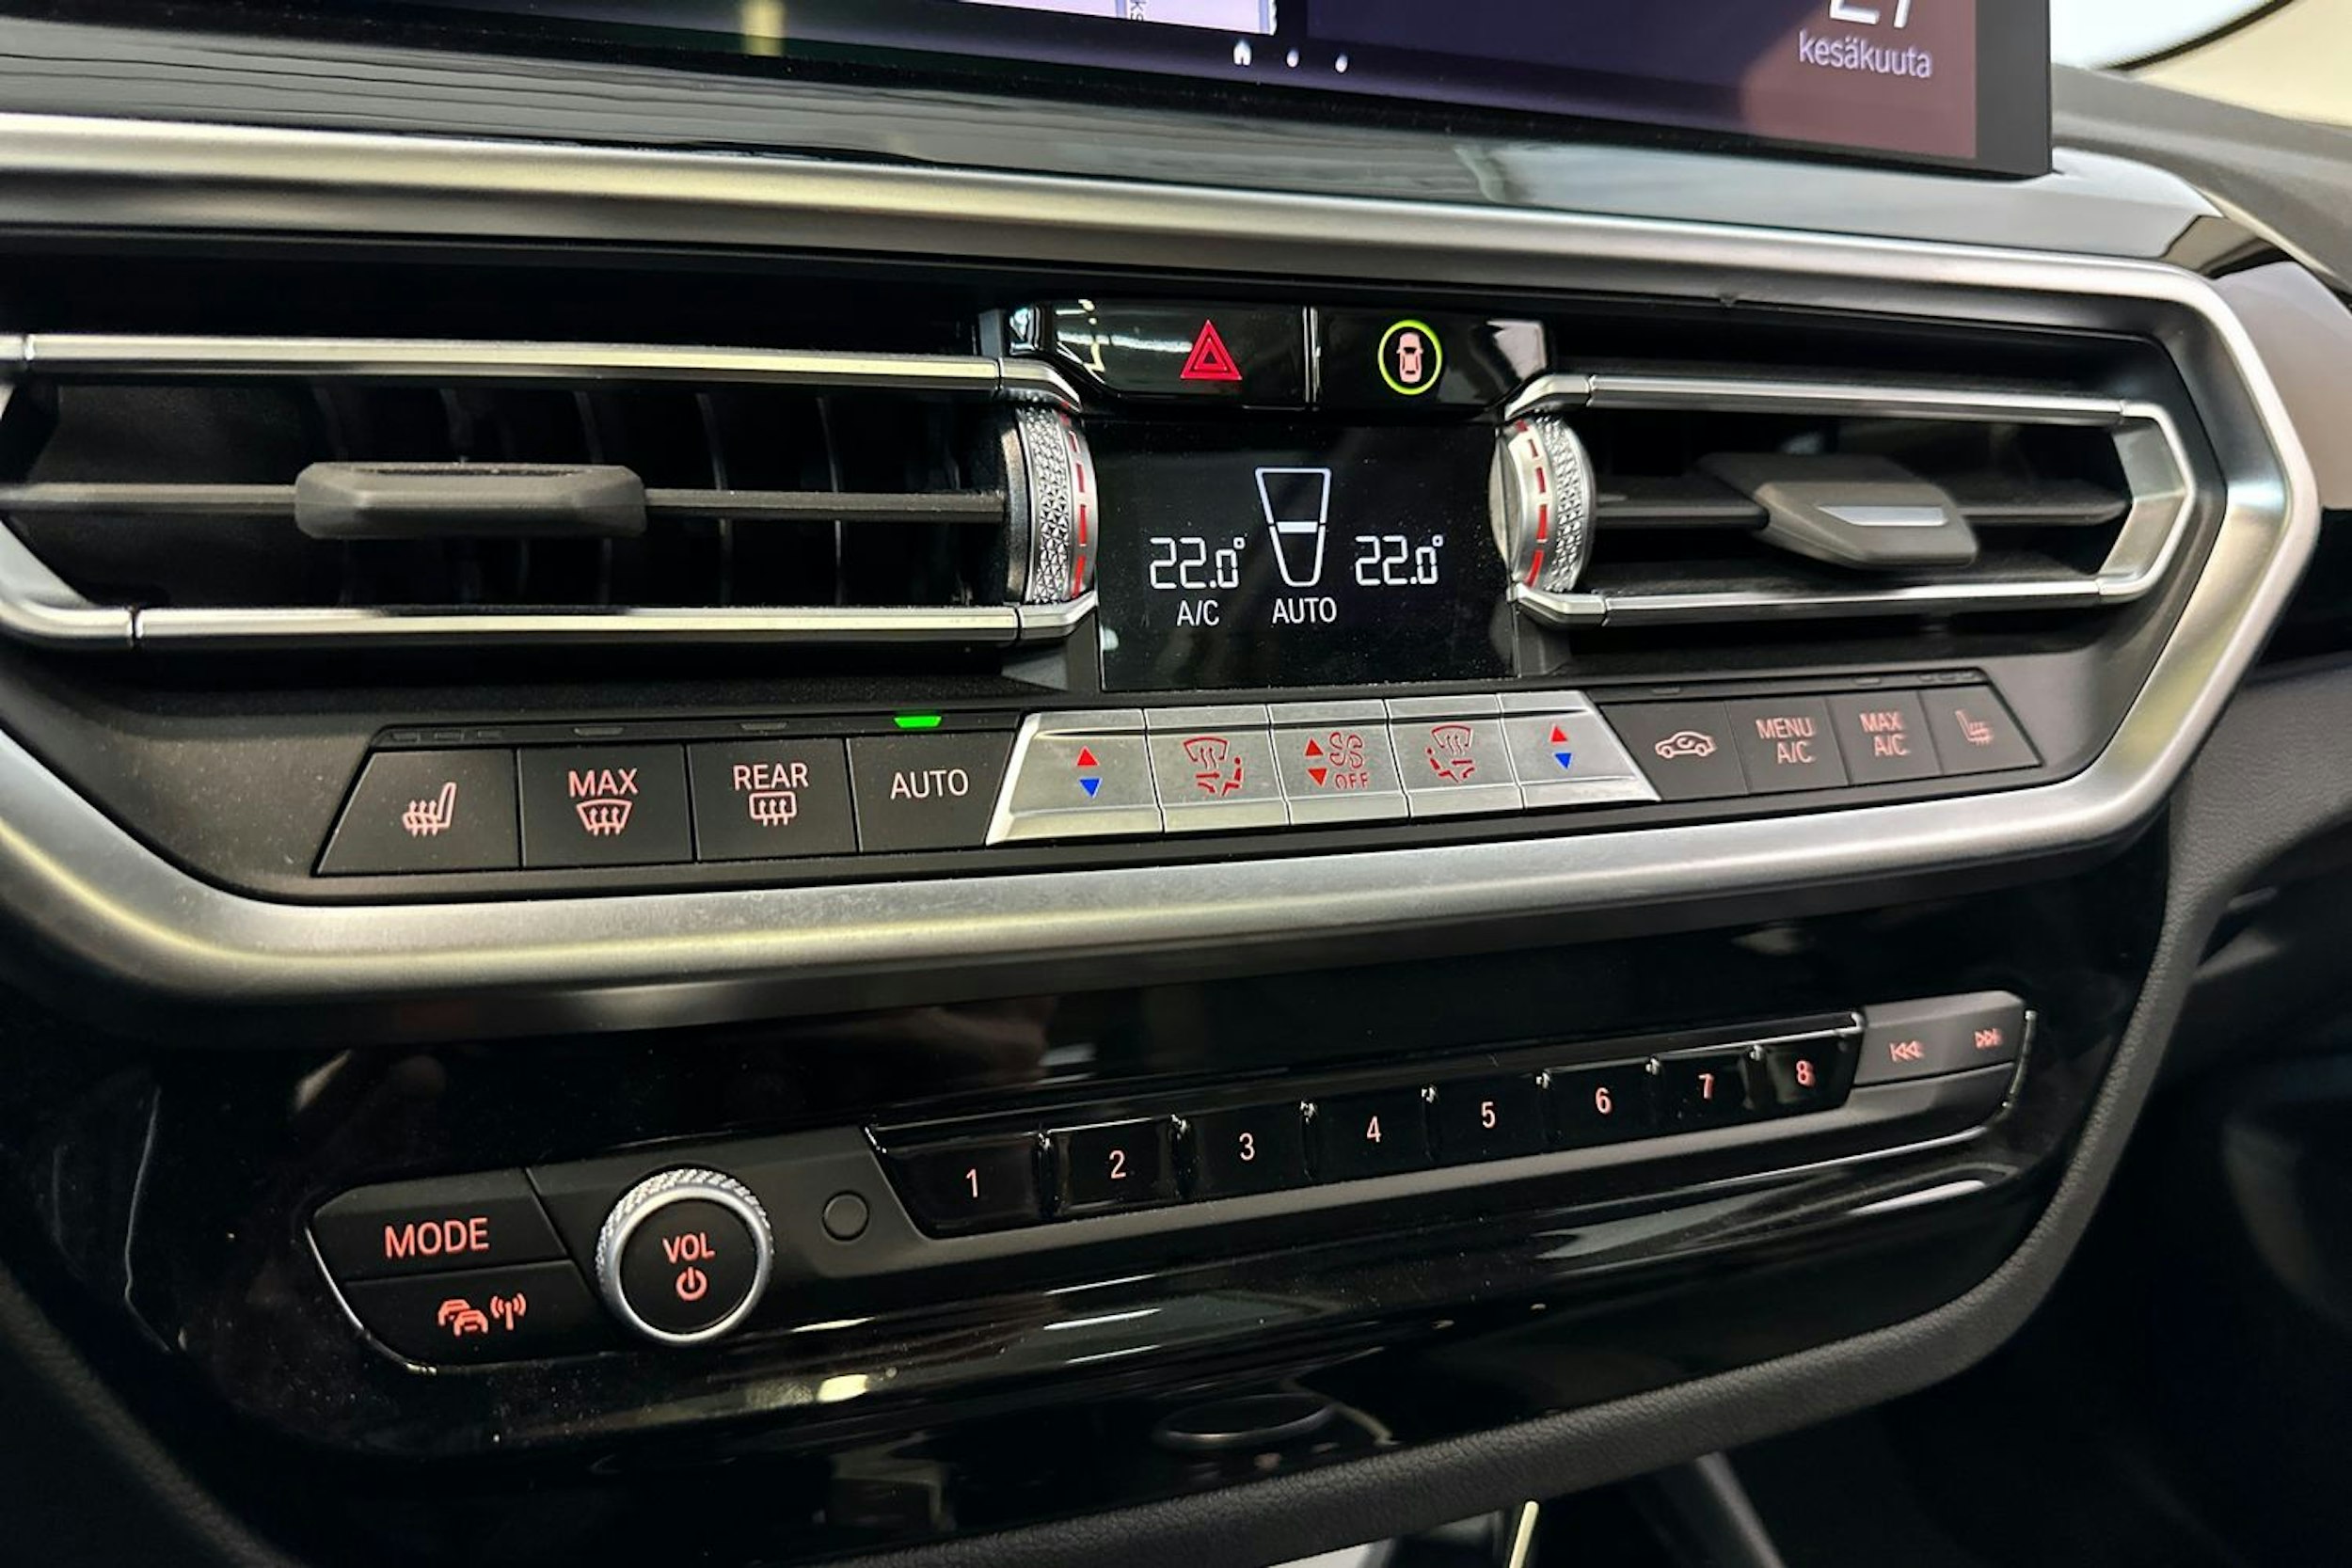 27
kesäkuuta
22.0° 22.0°
A/C AUTO
MAX REAR AUTO OFF MENU A/C MAX A/C
1 2 3 4 5 6 7 8
MODE VOL